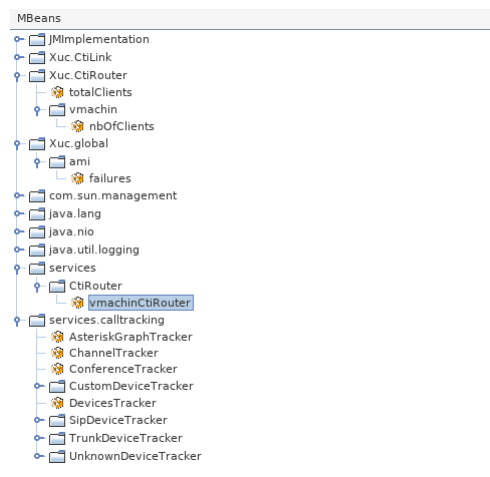 MBeans
JMImplementation
Xuc.CtiLink
Xuc.CtiRouter
totalClients
vmachin
nbOfClients
Xuc.global
ami
failures
com.sun.management
java.lang
java.nio
java.util.logging
services
CtiRouter
vmachinCtiRouter
services.calltracking
AsteriskGraphTracker
ChannelTracker
ConferenceTracker
CustomDeviceTracker
DevicesTracker
SipDeviceTracker
TrunkDeviceTracker
UnknownDeviceTracker